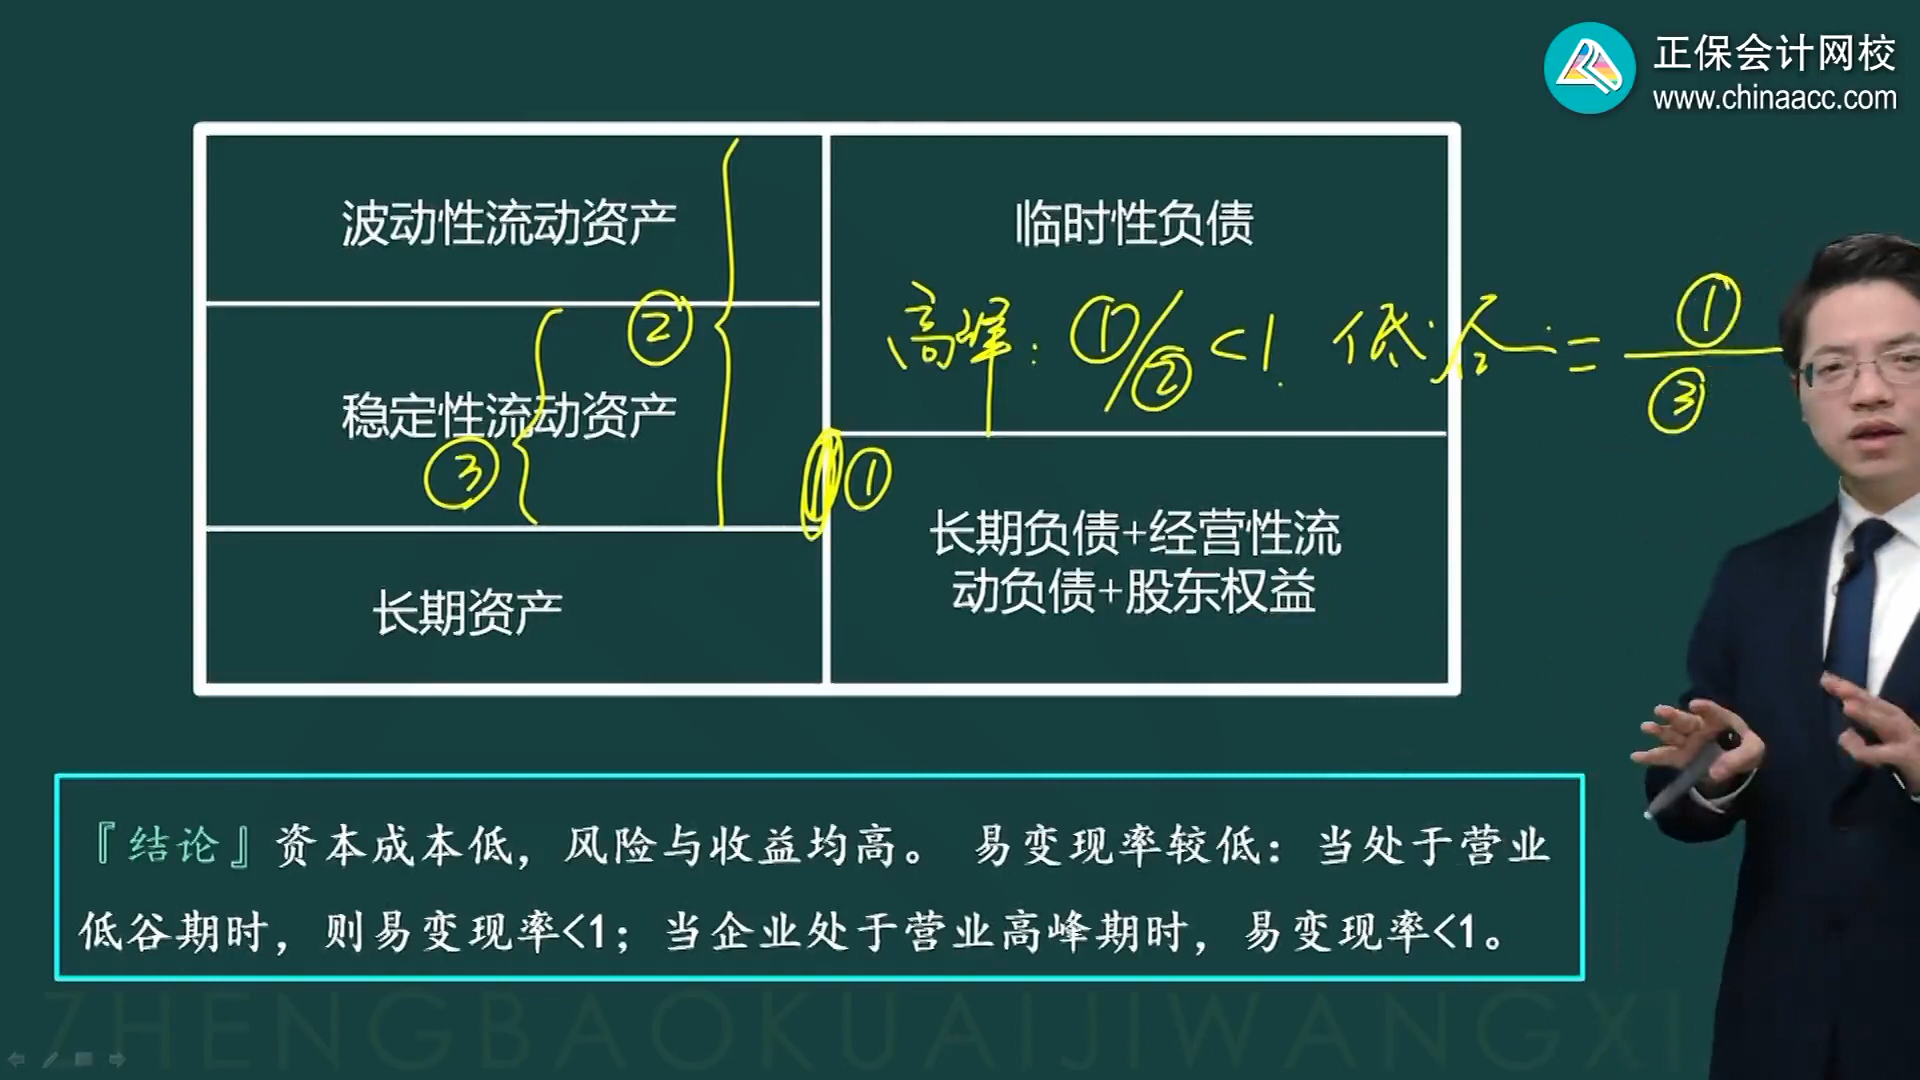 正保会计网校
www.chinaacc.com
波动性流动资产
临时性负债
②
高峰：①/②<1
低谷=①/③
稳定性流动资产
③
①
长期负债+经营性流
动负债+股东权益
长期资产
『结论』资本成本低，风险与收益均高。 易变现率较低：当处于营业
低谷期时，则易变现率<1；当企业处于营业高峰期时，易变现率<1。
ZHENGBAOKUAIJIWANGXI